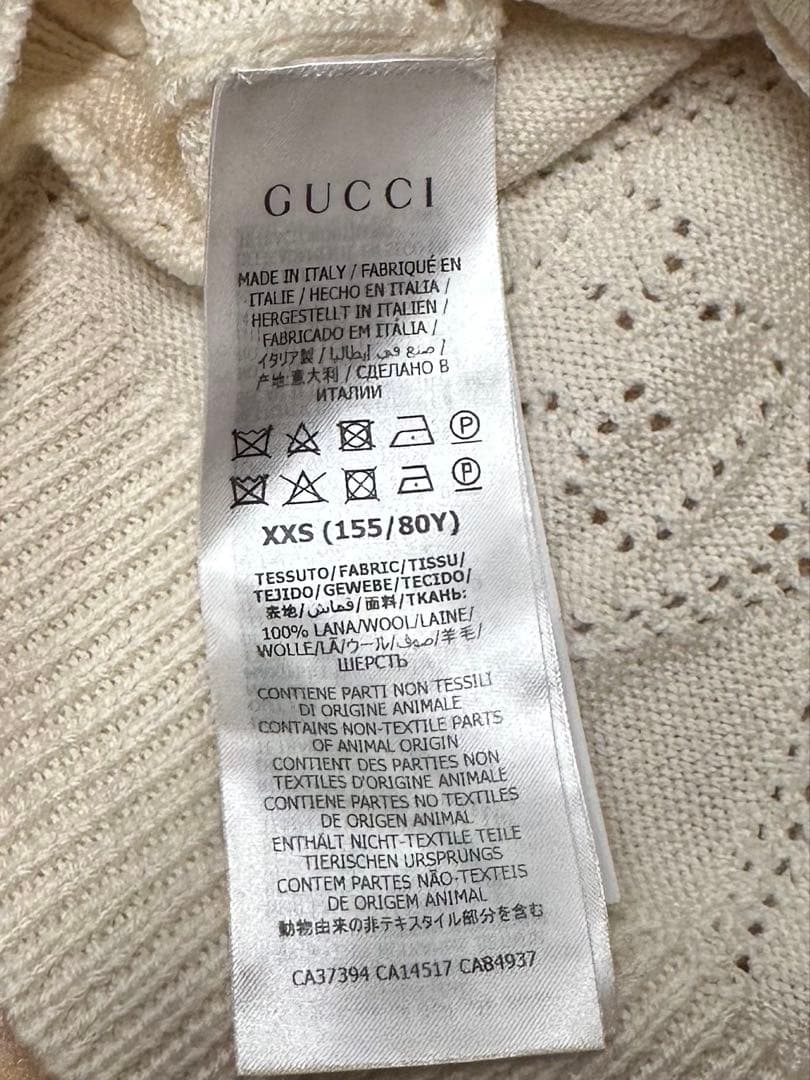 GUCCI
MADE IN ITALY / FABRIQUÉ EN
ITALIE / HECHO EN ITALIA /
HERGESTELLT IN ITALIEN /
FABRICADO EM ITÁLIA /
イタリア製 / صنع في إيطاليا /
产地:意大利 / СДЕЛАНО В
ИТАЛИИ
P
P
XXS (155/80Y)
TESSUTO/FABRIC/TISSU/
TEJIDO/GEWEBE/TECIDO/
表地/قماش/面料/ТКАНЬ:
100% LANA/WOOL/LAINE/
WOLLE/LÃ/ウール/صوف/羊毛/
ШЕРСТЬ
CONTIENE PARTI NON TESSILI
DI ORIGINE ANIMALE
CONTAINS NON-TEXTILE PARTS
OF ANIMAL ORIGIN
CONTIENT DES PARTIES NON
TEXTILES D'ORIGINE ANIMALE
CONTIENE PARTES NO TEXTILES
DE ORIGEN ANIMAL
ENTHÄLT NICHT-TEXTILE TEILE
TIERISCHEN URSPRUNGS
CONTEM PARTES NÃO-TEXTEIS
DE ORIGEM ANIMAL
動物由来の非テキスタイル部分を含む
CA37394 CA14517 CA84937